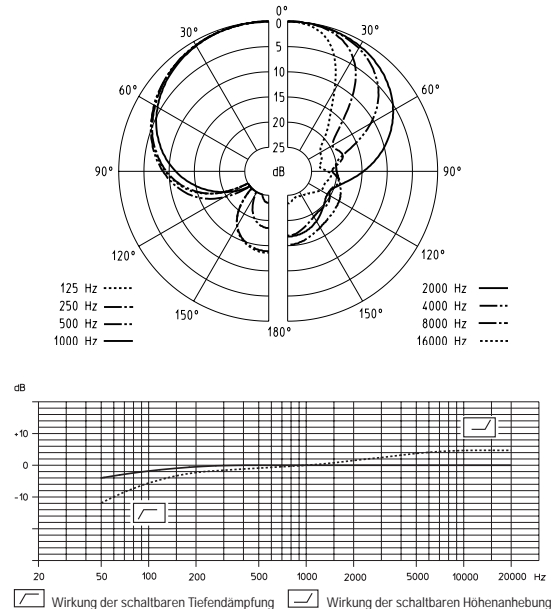 0°
30° 0 30°
5
10
60° 15 60°
20
25
90° dB 90°
120° 120°
150° 180° 150°
125 Hz
250 Hz
500 Hz
1000 Hz
2000 Hz
4000 Hz
8000 Hz
16000 Hz
dB
+10
0
-10
20 50 100 200 500 1000 2000 5000 10000 20000 Hz
Wirkung der schaltbaren Tiefendämpfung Wirkung der schaltbaren Höhenanhebung